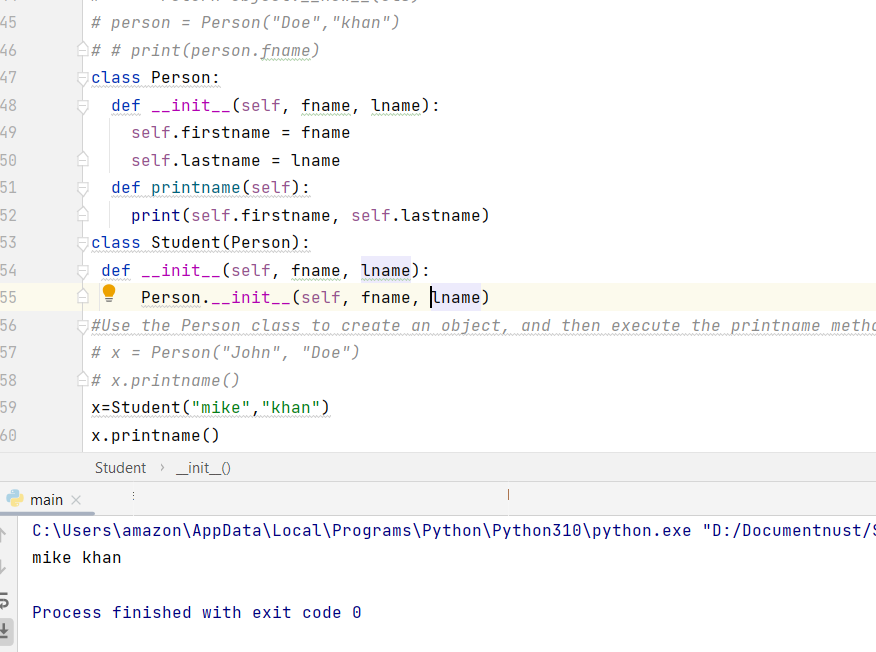 45 # person = Person("Doe","khan")
46 # # print(person.fname)
47 class Person:
48 def __init__(self, fname, lname):
49 self.firstname = fname
50 self.lastname = lname
51 def printname(self):
52 print(self.firstname, self.lastname)
53 class Student(Person):
54 def __init__(self, fname, lname):
55 Person.__init__(self, fname, lname)
56 #Use the Person class to create an object, and then execute the printname
57 # x = Person("John", "Doe")
58 # x.printname()
59 x=Student("mike","khan")
60 x.printname()
Student › __init__()
main ×
C:\Users\amazon\AppData\Local\Programs\Python\Python310\python.exe "D:/Documentnust/
mike khan
Process finished with exit code 0